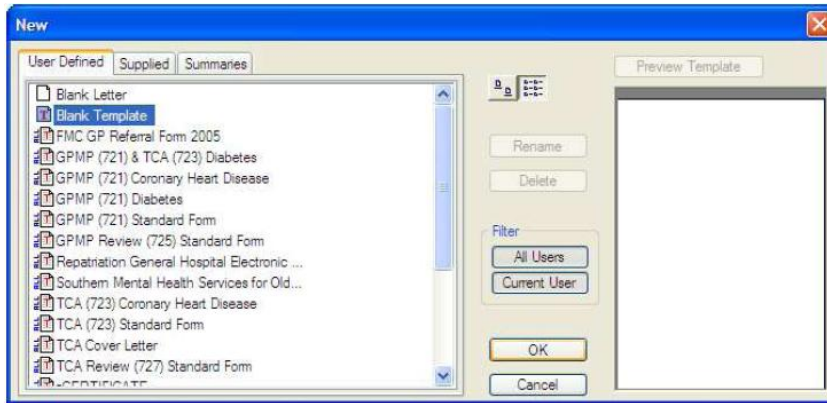 New
User Defined
Supplied
Summaries
Blank Letter
Blank Template
FMC GP Referral Form 2005
GPMP (721) & TCA (723) Diabetes
GPMP (721) Coronary Heart Disease
GPMP (721) Diabetes
GPMP (721) Standard Form
GPMP Review (725) Standard Form
Repatriation General Hospital Electronic ...
Southern Mental Health Services for Old...
TCA (723) Coronary Heart Disease
TCA (723) Standard Form
TCA Cover Letter
TCA Review (727) Standard Form
Rename
Delete
Filter
All Users
Current User
OK
Cancel
Preview Template